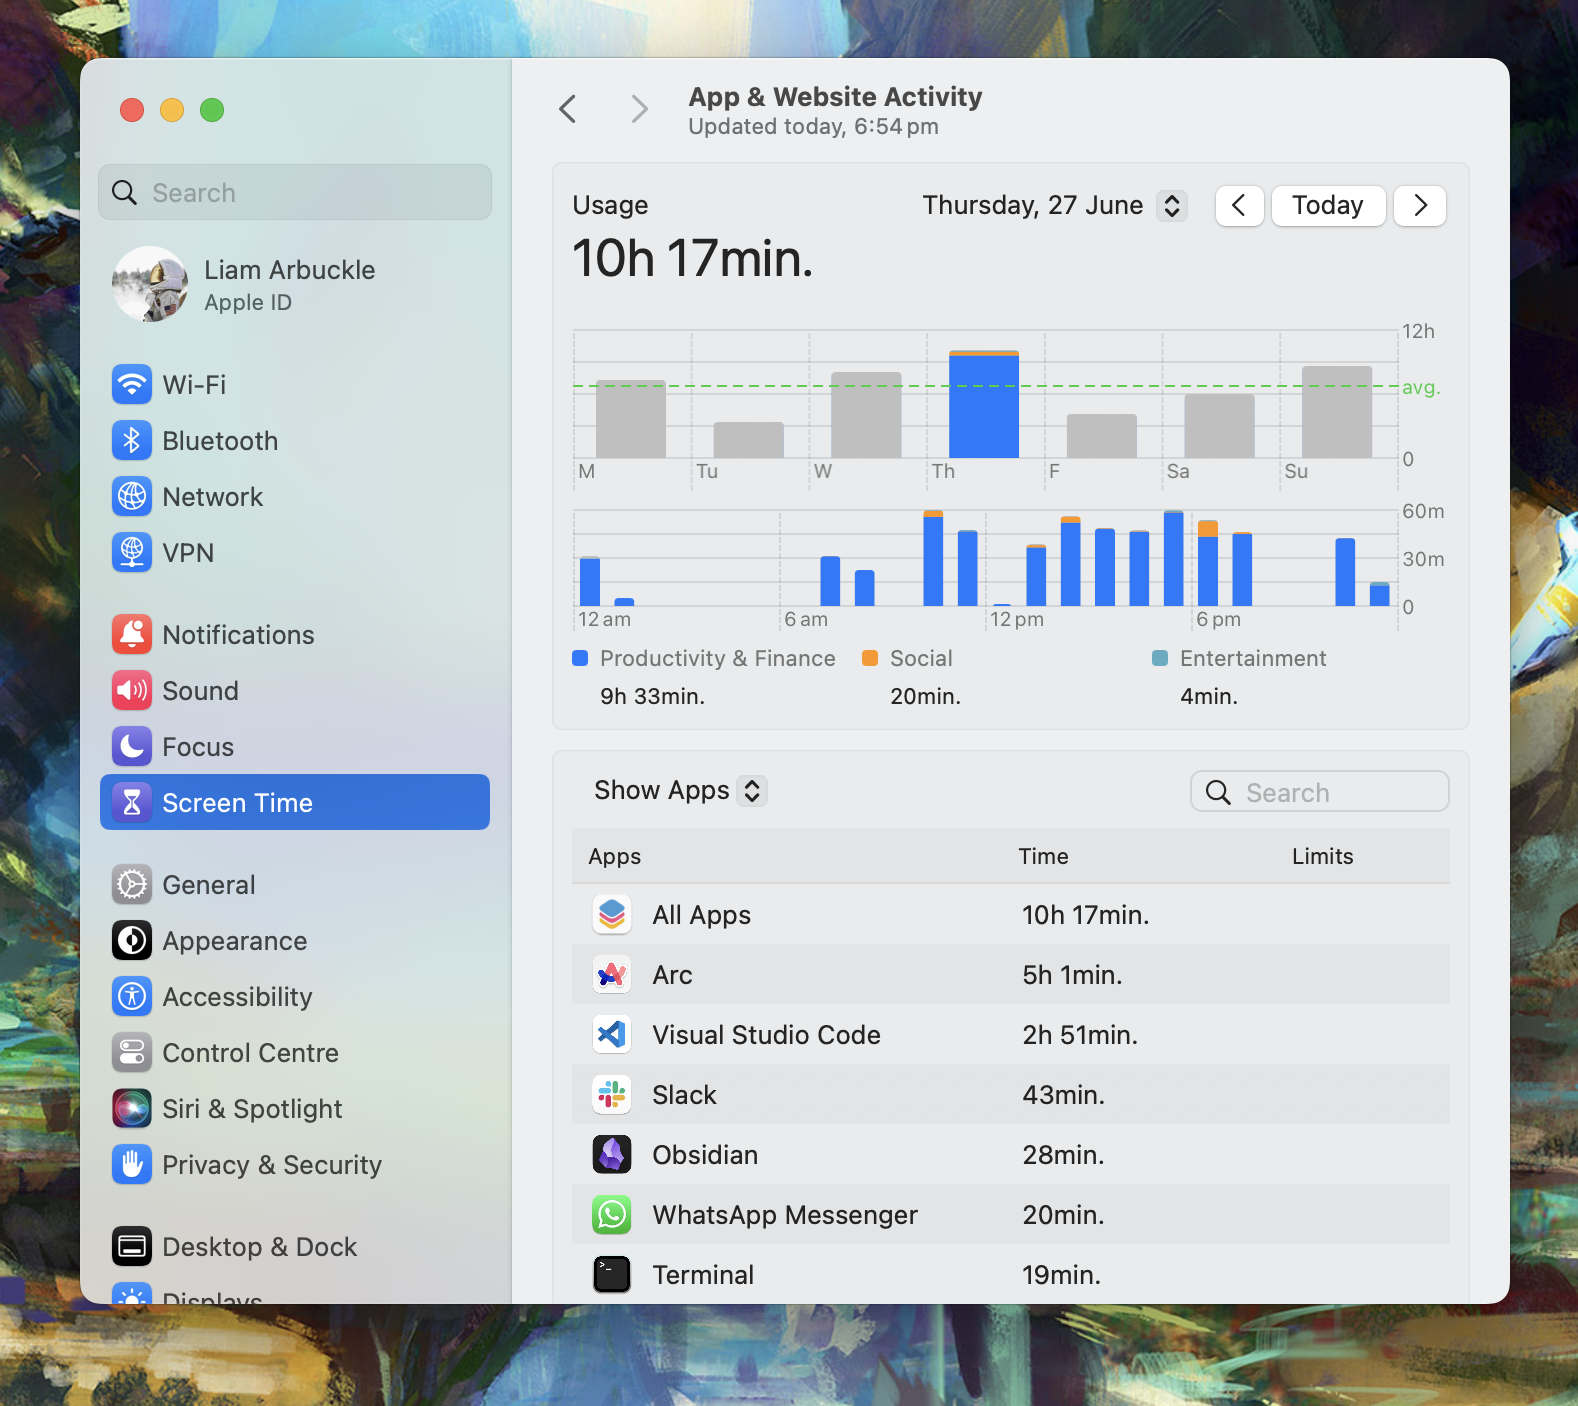 Search
Liam Arbuckle
Apple ID
Wi-Fi
Bluetooth
Network
VPN
Notifications
Sound
Focus
Screen Time
General
Appearance
Accessibility
Control Centre
Siri & Spotlight
Privacy & Security
Desktop & Dock
Displays
App & Website Activity
Updated today, 6:54 pm
Usage
Thursday, 27 June
Today
10h 17min.
12h
avg.
0
M Tu W Th F Sa Su
60m
30m
0
12 am 6 am 12 pm 6 pm
Productivity & Finance Social Entertainment
9h 33min. 20min. 4min.
Show Apps
Search
Apps Time Limits
All Apps 10h 17min.
Arc 5h 1min.
Visual Studio Code 2h 51min.
Slack 43min.
Obsidian 28min.
WhatsApp Messenger 20min.
Terminal 19min.